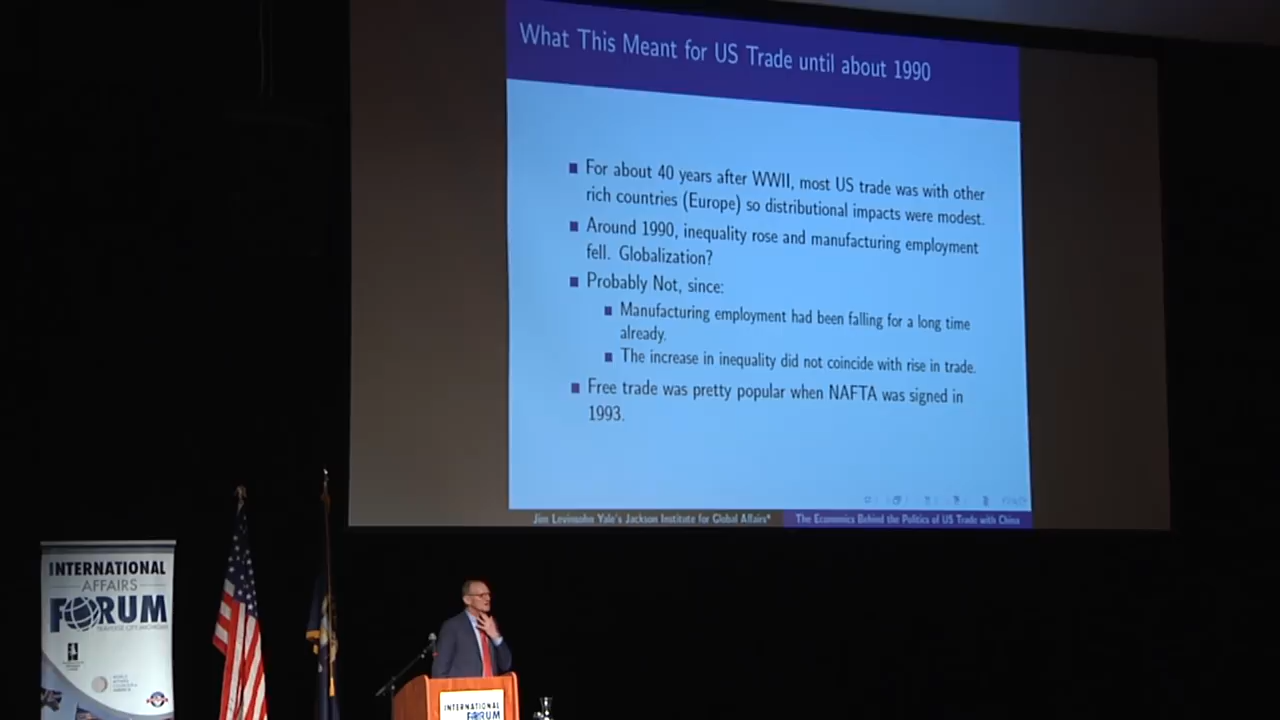 What This Meant for US Trade until about 1990
For about 40 years after WWII, most US trade was with other
rich countries (Europe) so distributional impacts were modest.
Around 1990, inequality rose and manufacturing employment
fell. Globalization?
Probably Not, since:
Manufacturing employment had been falling for a long time
already.
The increase in inequality did not coincide with rise in trade.
Free trade was pretty popular when NAFTA was signed in
1993.
Jim Levinsohn Yale's Jackson Institute for Global Affairs*
The Economics Behind the Politics of US Trade with China
INTERNATIONAL
AFFAIRS
FORUM
INTERNATIONAL
FORUM